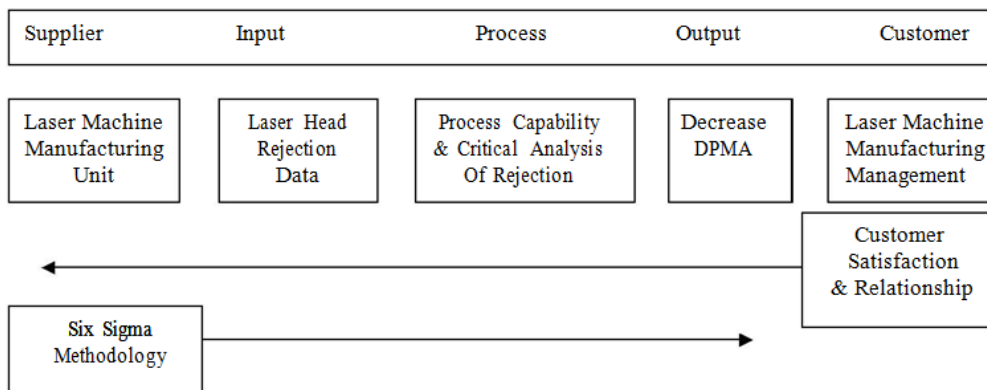 Supplier Input Process Output Customer
Laser Machine
Manufacturing
Unit
Laser Head
Rejection
Data
Process Capability
& Critical Analysis
Of Rejection
Decrease
DPMA
Laser Machine
Manufacturing
Management
Customer
Satisfaction
& Relationship
Six Sigma
Methodology